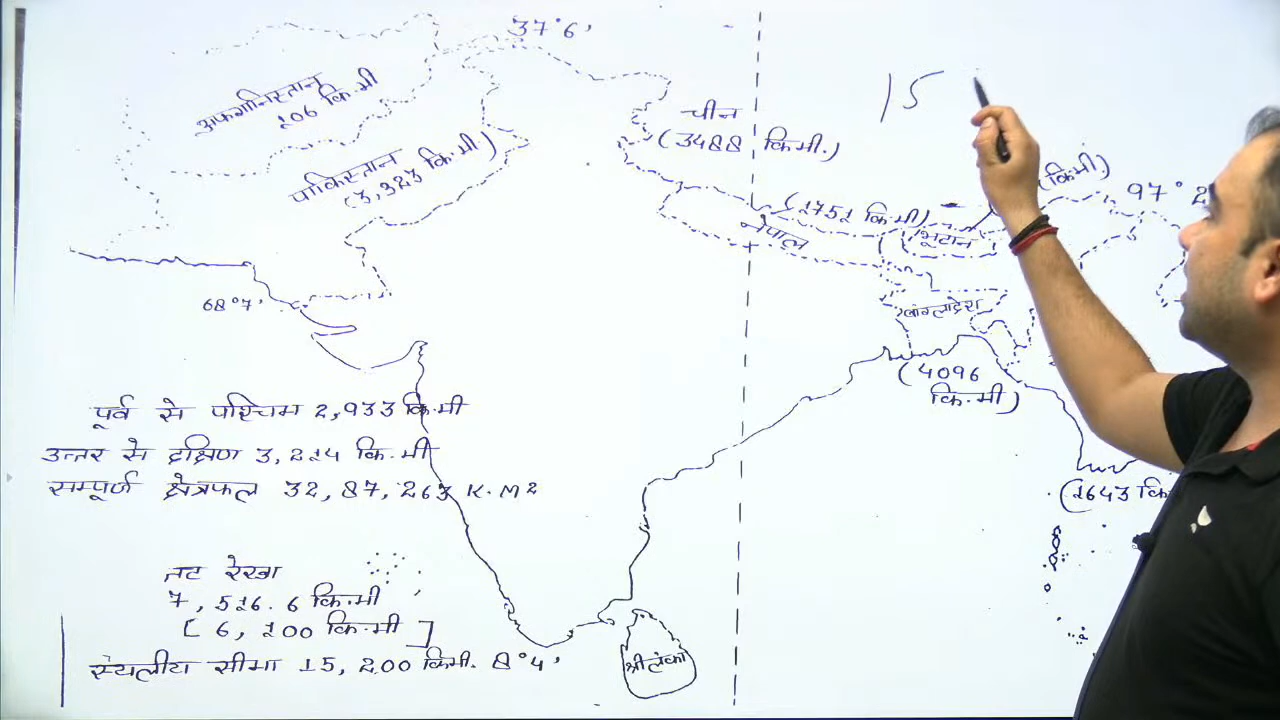 37°6'
15
अफगानिस्तान
106 कि.मी
चीन
(3488 कि.मी.)
पाकिस्तान
(3,323 कि.मी)
कि.मी.)
97° 2
(1751 कि.मी)
नेपाल
भूटान
68°7'
बांग्लादेश
(4096
कि.मी)
पूर्व से पश्चिम 2,933 कि.मी
उत्तर से दक्षिण 3,214 कि.मी
सम्पूर्ण क्षेत्रफल 32,87,263 K.M2
(1643 कि
तट रेखा
7,516.6 कि.मी
[6,100 कि.मी]
स्थलीय सीमा 15,200 किमी. 8°4'
श्रीलंका